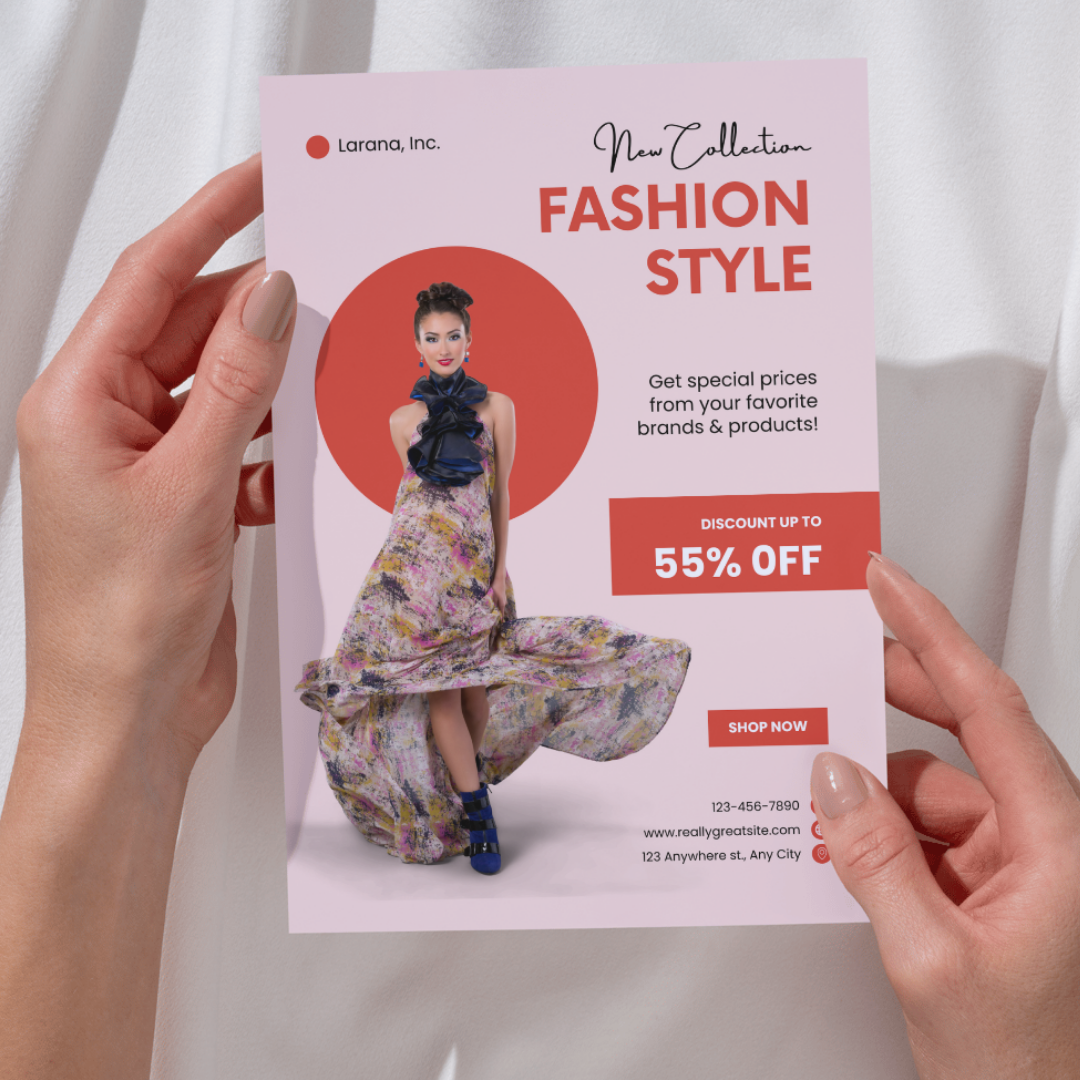 Larana, Inc.
New Collection
FASHION
STYLE
Get special prices
from your favorite
brands & products!
DISCOUNT UP TO
55% OFF
SHOP NOW
123-456-7890
www.reallygreatsite.com
123 Anywhere st., Any City